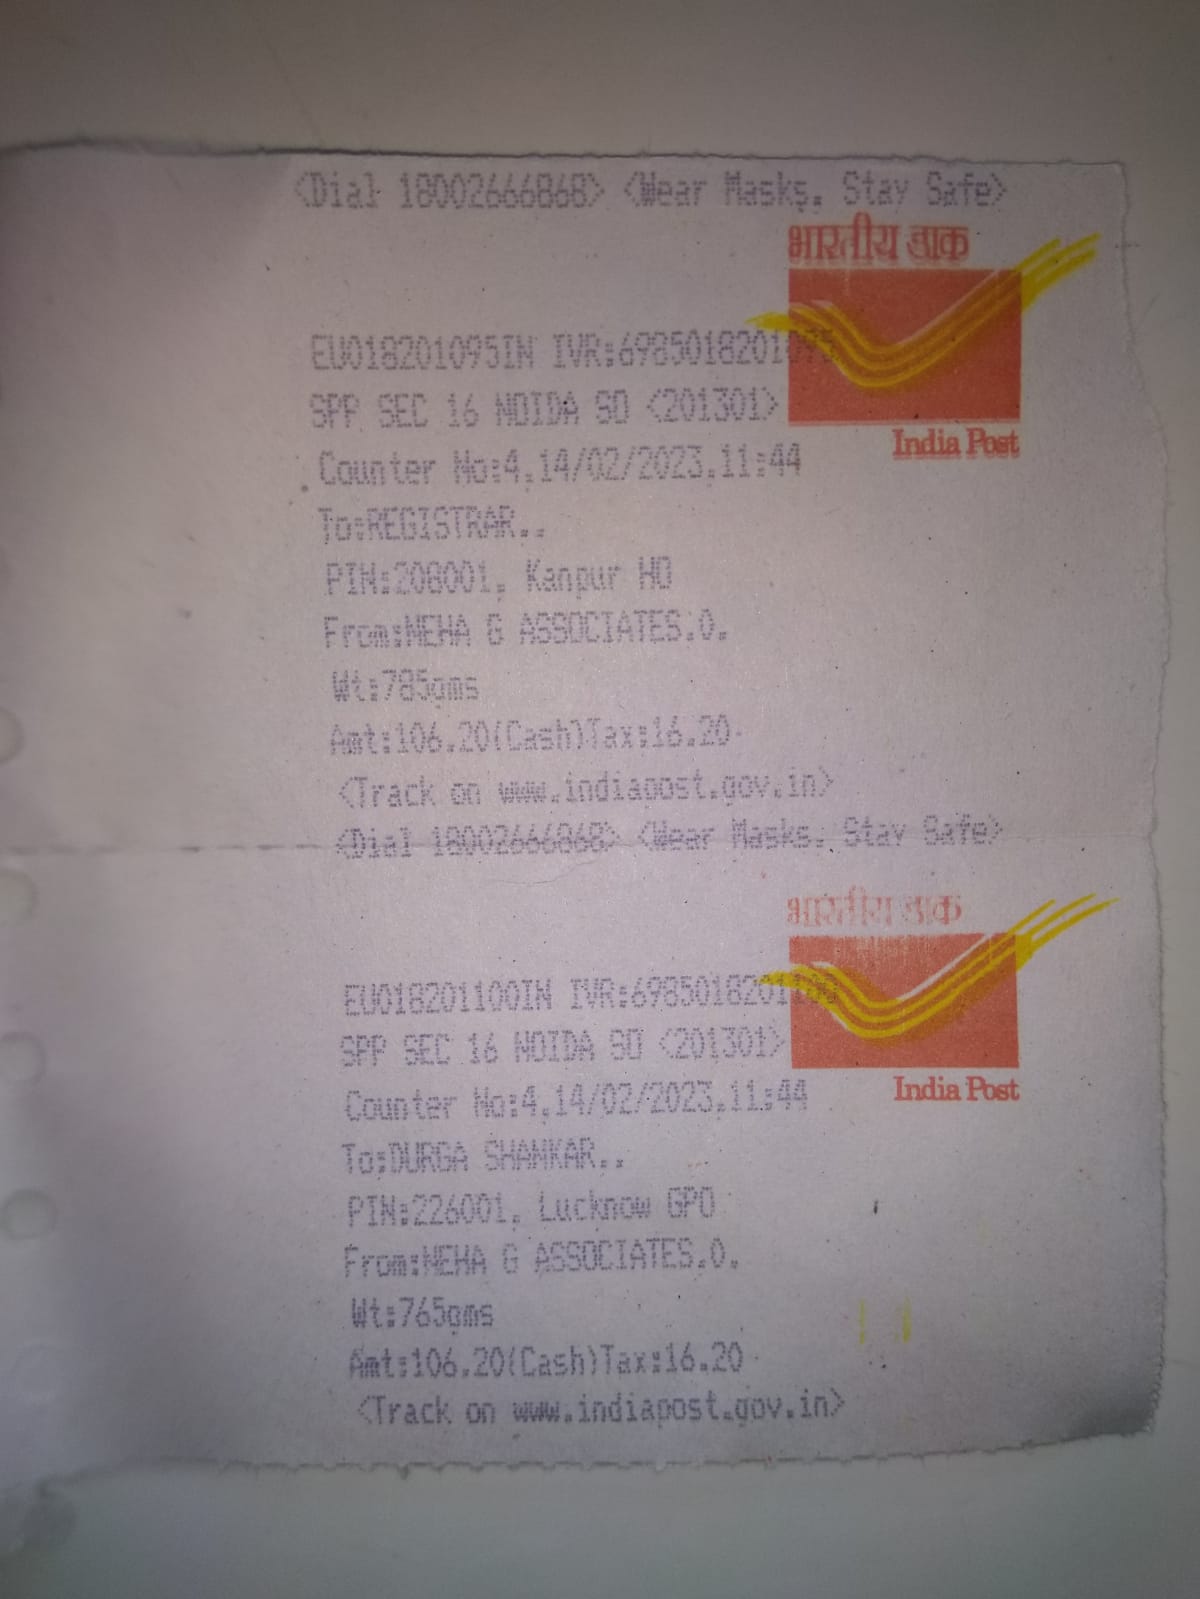 <Dial 18002666868> <Wear Masks, Stay Safe>
भारतीय डाक
EU018201095IN IVR:6985018201095
SPP SEC 16 NOIDA SO <201301>
India Post
Counter No:4,14/02/2023,11:44
To:REGISTRAR..
PIN:208001, Kanpur HO
From:NEHA G ASSOCIATES.0.
Wt:785gms
Amt:106.20(Cash)Tax:16.20
<Track on www.indiapost.gov.in>
<Dial 18002666868> <Wear Masks, Stay Safe>
भारतीय डाक
EU018201100IN IVR:6985018201100
SPP SEC 16 NOIDA SO <201301>
India Post
Counter No:4,14/02/2023,11:44
To:DURGA SHANKAR..
PIN:226001, Lucknow GPO
From:NEHA G ASSOCIATES.0.
Wt:765gms
Amt:106.20(Cash)Tax:16.20
<Track on www.indiapost.gov.in>